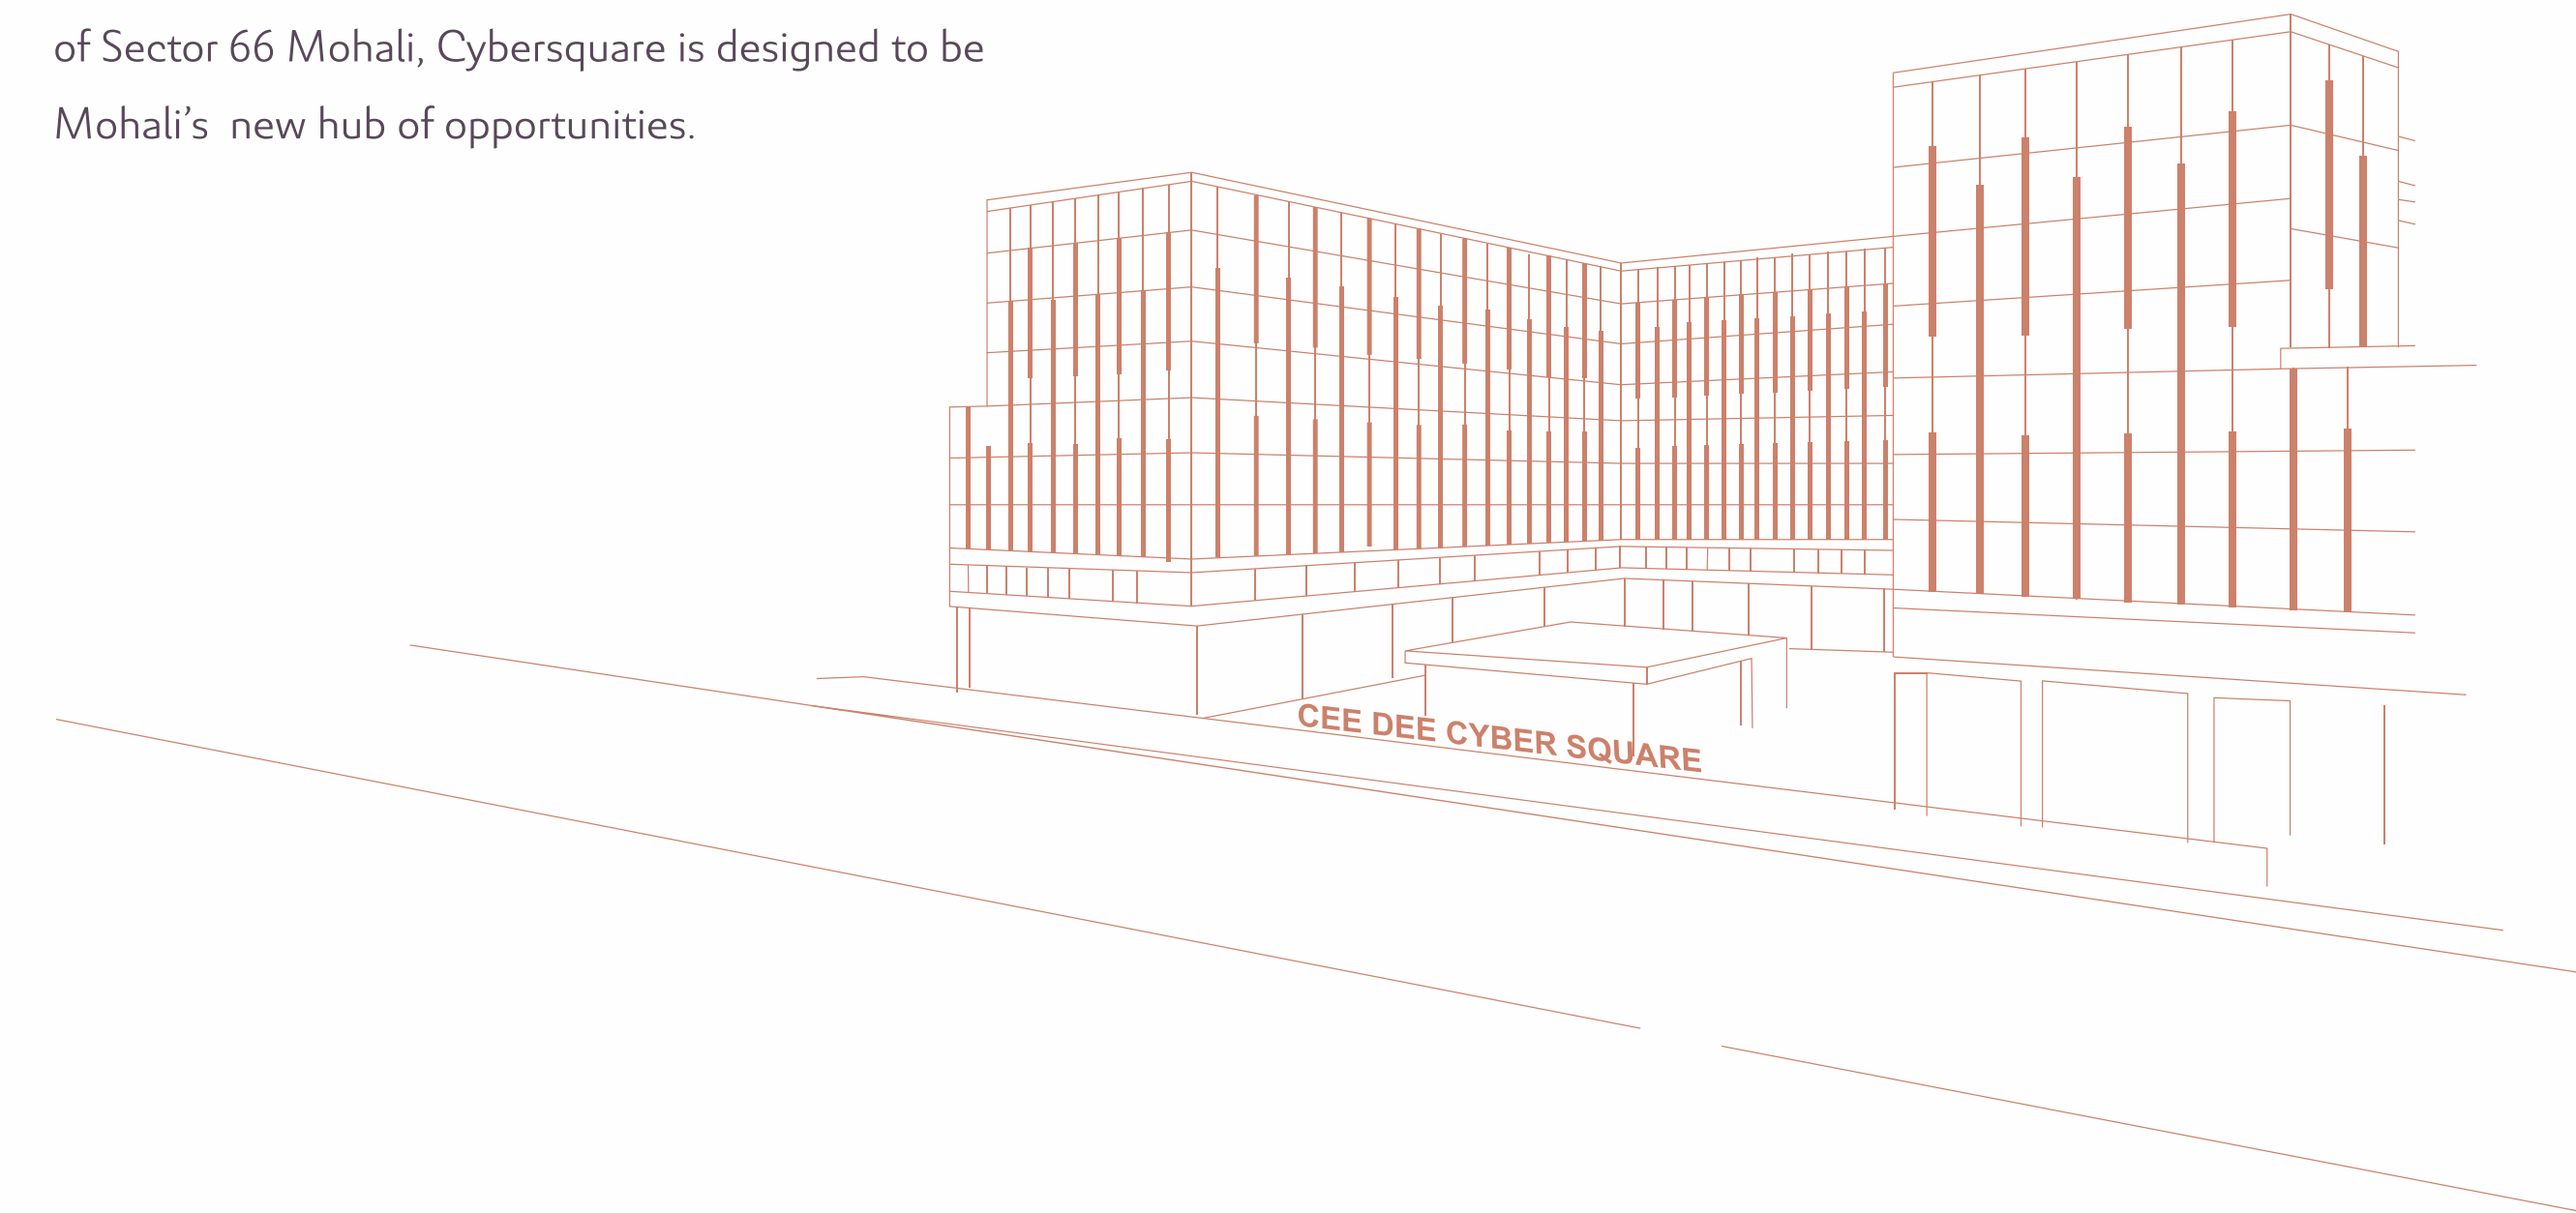 of Sector 66 Mohali, Cybersquare is designed to be
Mohali’s  new hub of opportunities.
CEE DEE CYBER SQUARE